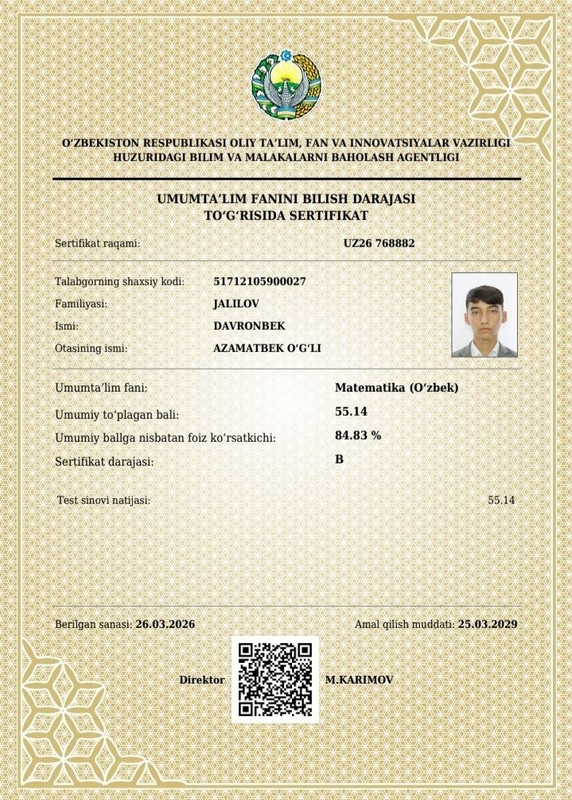 O‘ZBEKISTON RESPUBLIKASI OLIY TA’LIM, FAN VA INNOVATSIYALAR VAZIRLIGI
HUZURIDAGI BILIM VA MALAKALARNI BAHOLASH AGENTLIGI
UMUMTA’LIM FANINI BILISH DARAJASI
TO‘G‘RISIDA SERTIFIKAT
Sertifikat raqami: UZ26 768882
Talabgorning shaxsiy kodi: 51712105900027
Familiyasi: JALILOV
Ismi: DAVRONBEK
Otasining ismi: AZAMATBEK O‘G‘LI
Umumta’lim fani: Matematika (O‘zbek)
Umumiy to‘plagan bali: 55.14
Umumiy ballga nisbatan foiz ko‘rsatkichi: 84.83 %
Sertifikat darajasi: B
Test sinovi natijasi: 55.14
Berilgan sanasi: 26.03.2026 Amal qilish muddati: 25.03.2029
Direktor M.KARIMOV